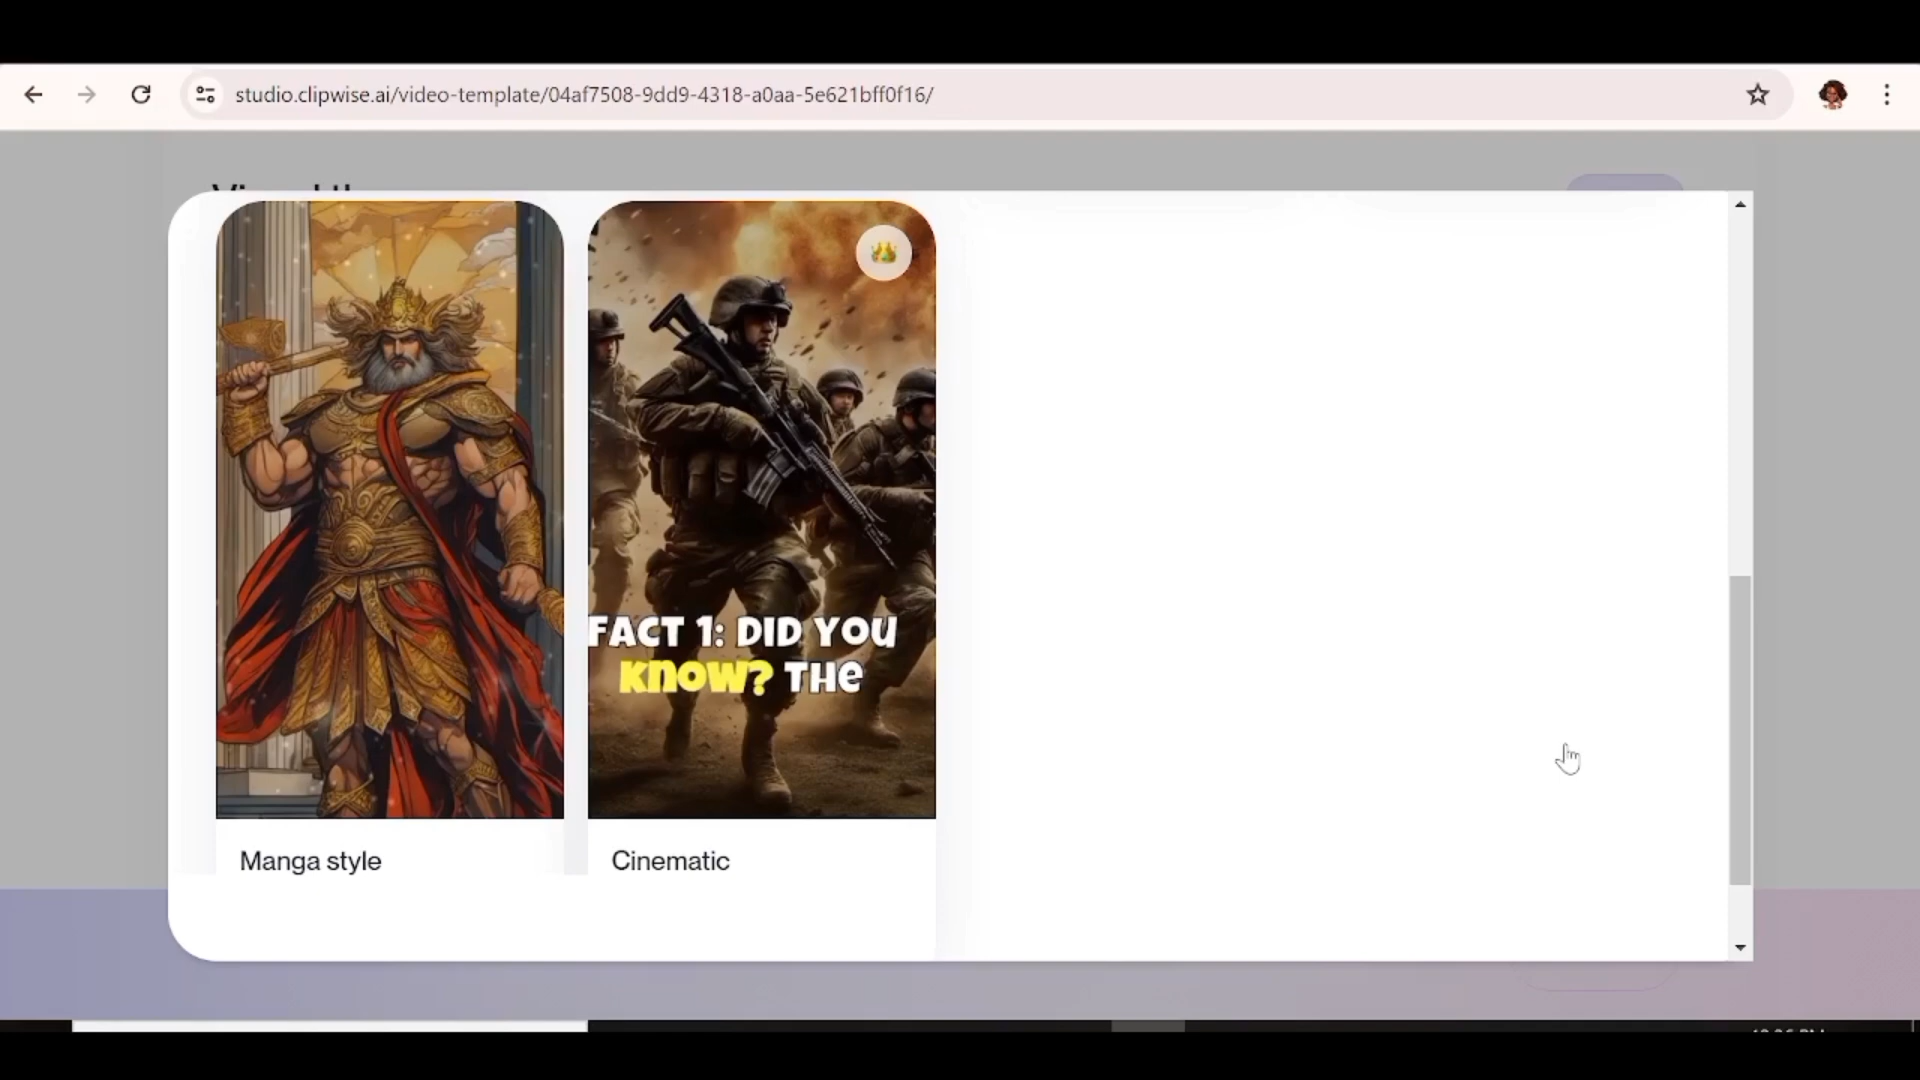 studio.clipwise.ai/video-template/04af7508-9dd9-4318-a0aa-5e621bff0f16/
FACT 1: DID YOU
KNOW? THE
Manga style
Cinematic